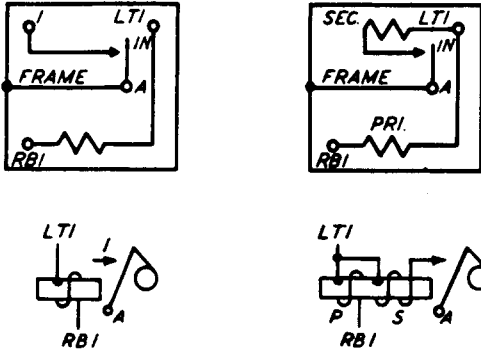 I LTI
IN
FRAME
A
RBI
SEC. LTI
IN
FRAME
A
PRI.
RBI
LTI
I
A
RBI
LTI
P S A
RBI